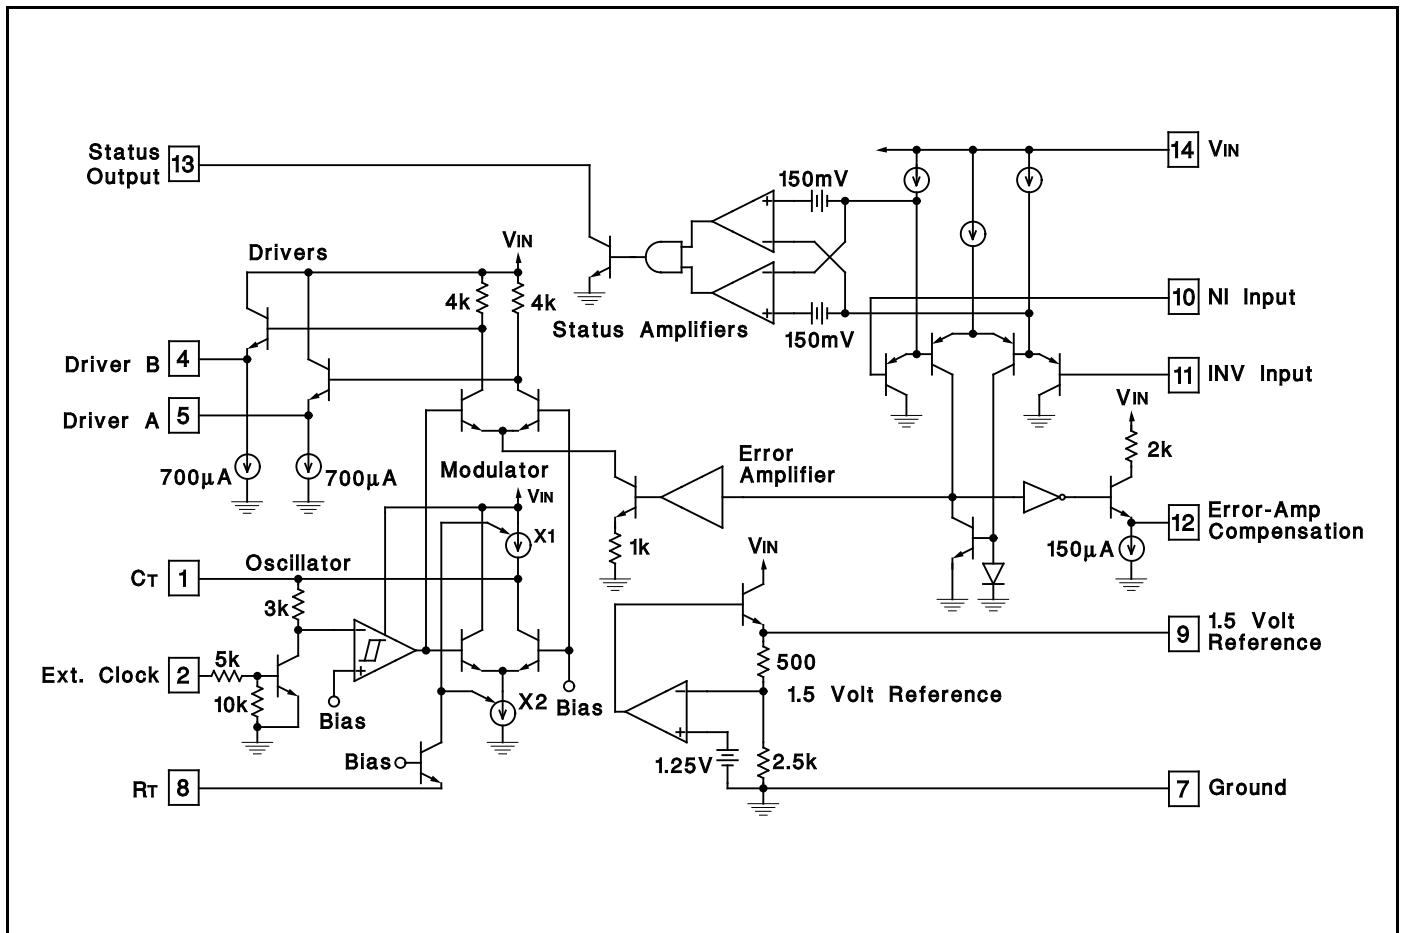 Status
Output
13
14
VIN
150mV
Drivers
VIN
4k
4k
Status Amplifiers
150mV
10
NI Input
Driver B
4
11
INV Input
Driver A
5
VIN
2k
700µA
700µA
Modulator
Error
Amplifier
VIN
X1
12
Error-Amp
Compensation
1k
VIN
150µA
Oscillator
CT
1
3k
9
1.5 Volt
Reference
5k
500
Ext. Clock
2
10k
1.5 Volt Reference
Bias
X2
Bias
Bias
1.25V
2.5k
RT
8
7
Ground